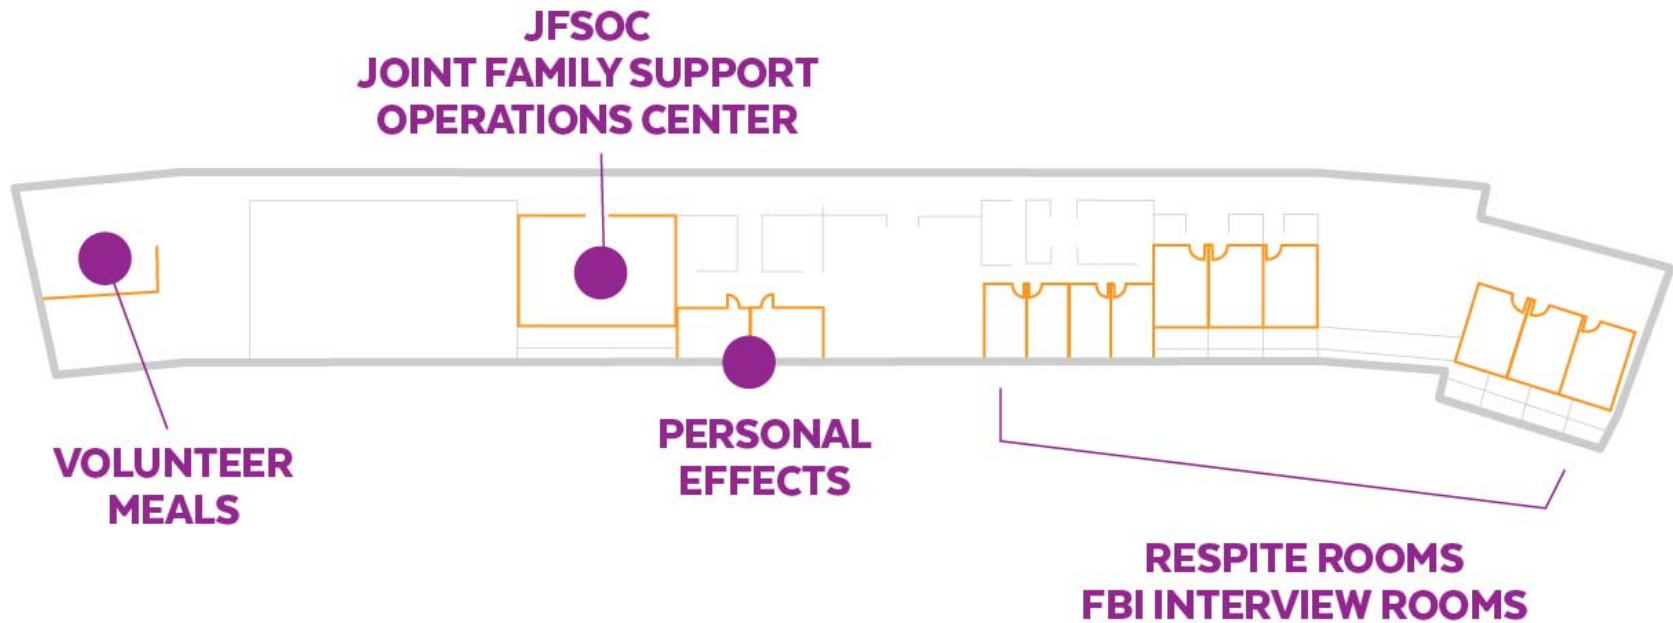 JFSOC
JOINT FAMILY SUPPORT
OPERATIONS CENTER
VOLUNTEER
MEALS
PERSONAL
EFFECTS
RESPITE ROOMS
FBI INTERVIEW ROOMS